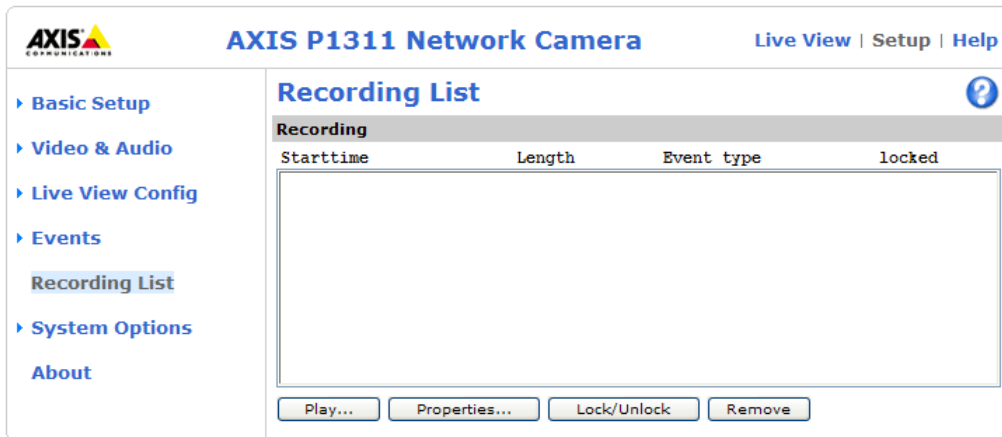 AXIS
COMMUNICATIONS
AXIS P1311 Network Camera
Live View | Setup | Help
Basic Setup
Video & Audio
Live View Config
Events
Recording List
System Options
About
Recording List
?
Recording
Starttime Length Event type locked
Play... Properties... Lock/Unlock Remove